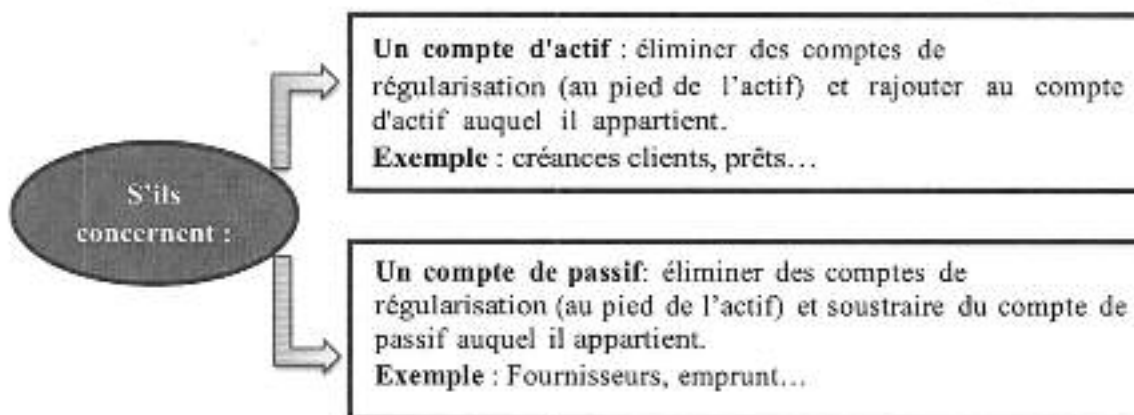 S'ils
concernent :
Un compte d'actif : éliminer des comptes de
régularisation (au pied de l'actif) et rajouter au compte
d'actif auquel il appartient.
Exemple : créances clients, prêts…
Un compte de passif: éliminer des comptes de
régularisation (au pied de l'actif) et soustraire du compte de
passif auquel il appartient.
Exemple : Fournisseurs, emprunt…